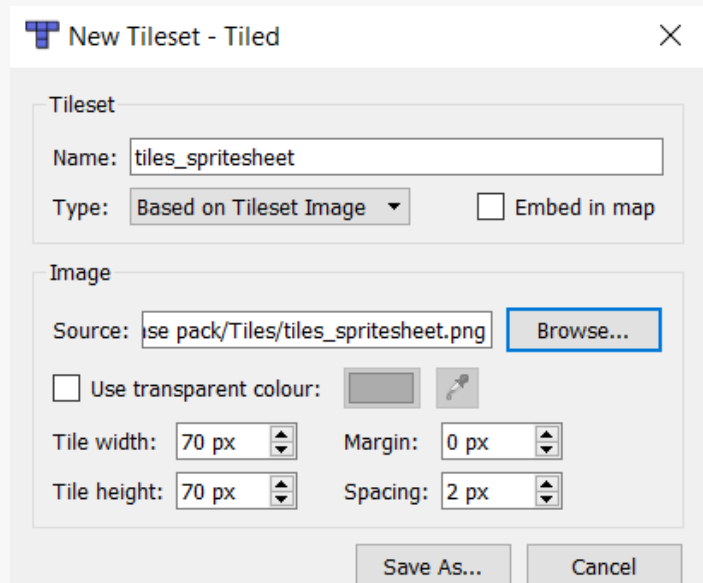 New Tileset - Tiled
Tileset
Name: tiles_spritesheet
Type: Based on Tileset Image Embed in map
Image
Source: ase pack/Tiles/tiles_spritesheet.png Browse...
Use transparent colour:
Tile width: 70 px Margin: 0 px
Tile height: 70 px Spacing: 2 px
Save As... Cancel